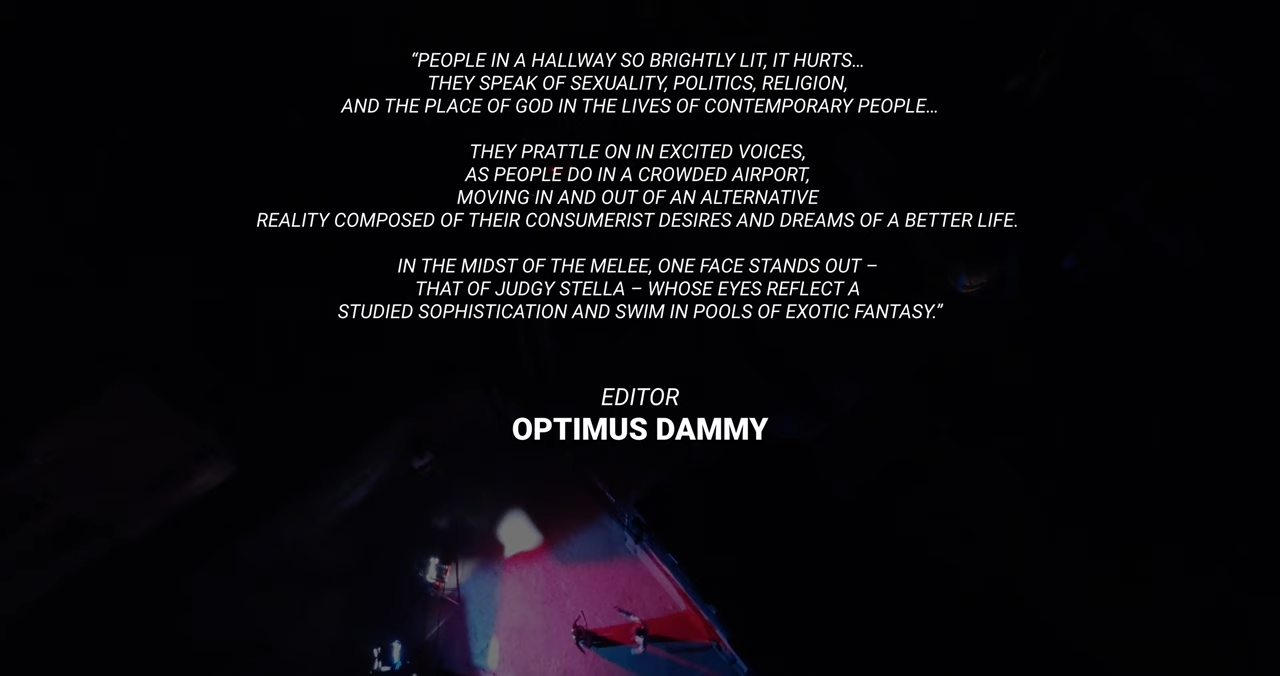 “PEOPLE IN A HALLWAY SO BRIGHTLY LIT, IT HURTS…
THEY SPEAK OF SEXUALITY, POLITICS, RELIGION,
AND THE PLACE OF GOD IN THE LIVES OF CONTEMPORARY PEOPLE…
THEY PRATTLE ON IN EXCITED VOICES,
AS PEOPLE DO IN A CROWDED AIRPORT,
MOVING IN AND OUT OF AN ALTERNATIVE
REALITY COMPOSED OF THEIR CONSUMERIST DESIRES AND DREAMS OF A BETTER LIFE.
IN THE MIDST OF THE MELEE, ONE FACE STANDS OUT –
THAT OF JUDGY STELLA – WHOSE EYES REFLECT A
STUDIED SOPHISTICATION AND SWIM IN POOLS OF EXOTIC FANTASY.”
EDITOR
OPTIMUS DAMMY